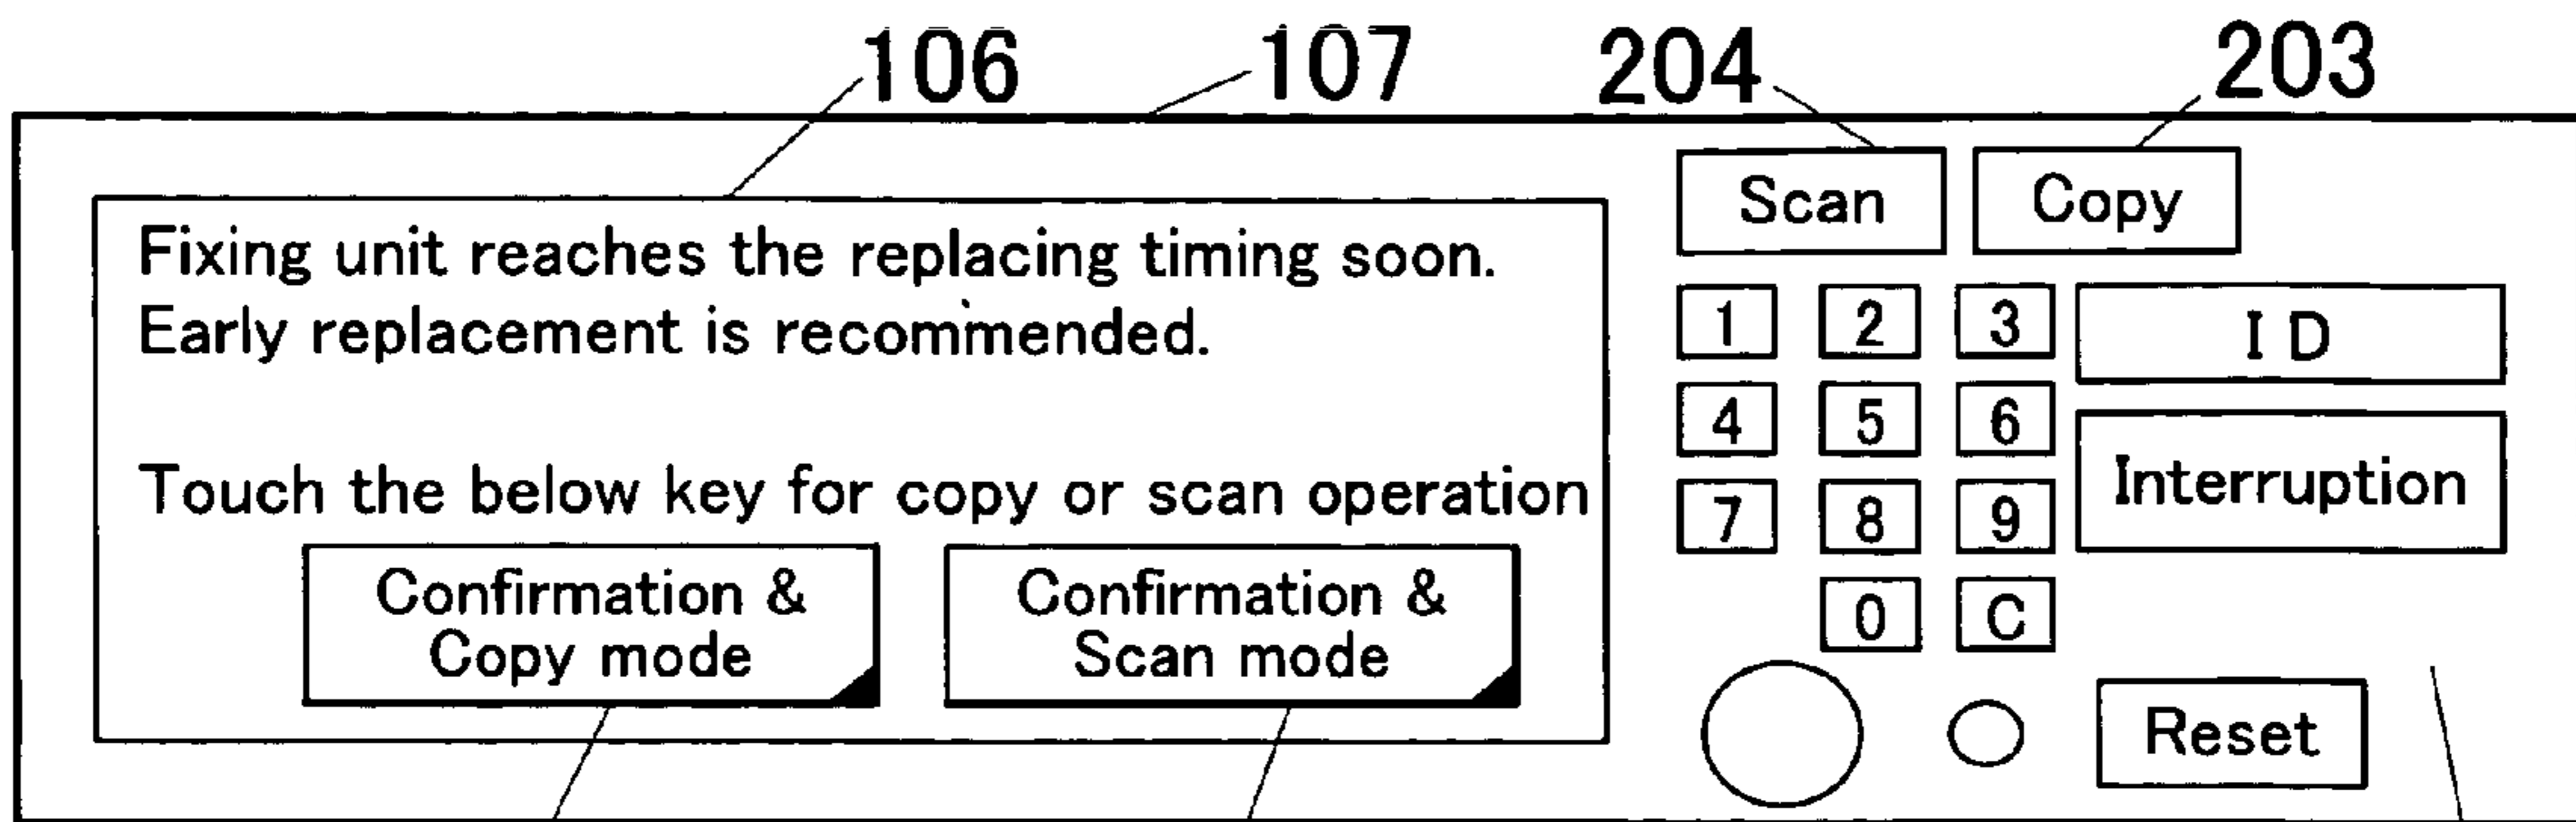 106 107 204 203
Scan Copy
Fixing unit reaches the replacing timing soon.
Early replacement is recommended.
Touch the below key for copy or scan operation
Confirmation &
Copy mode
Confirmation &
Scan mode
1 2 3 ID
4 5 6 Interruption
7 8 9
0 C
Reset